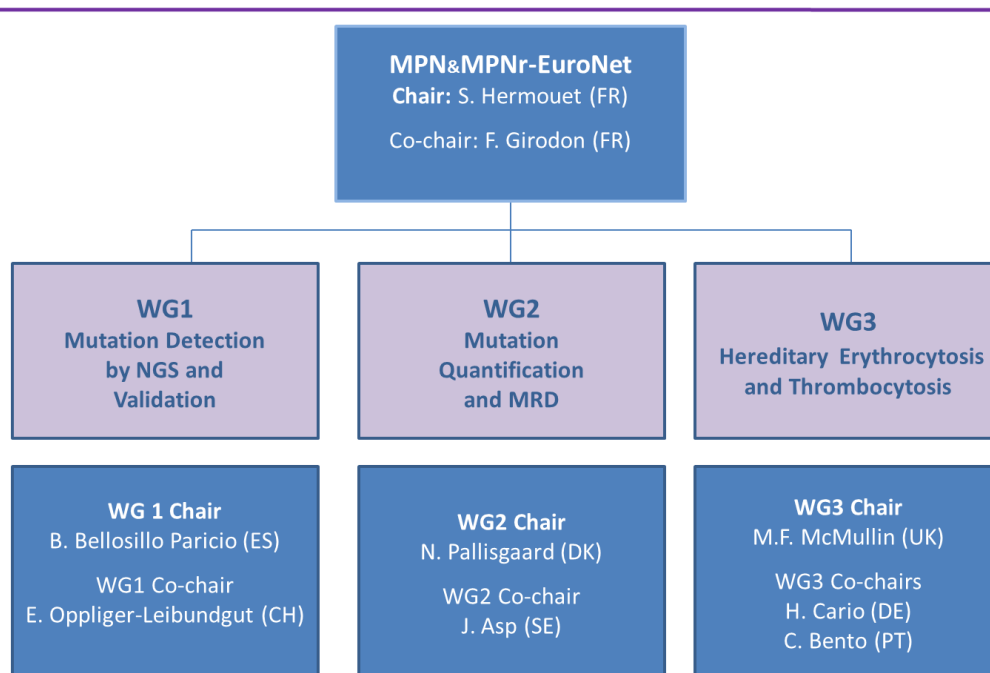 MPN&MPNr-EuroNet
Chair: S. Hermouet (FR)
Co-chair: F. Girodon (FR)
WG1
Mutation Detection
by NGS and
Validation
WG2
Mutation
Quantification
and MRD
WG3
Hereditary Erythrocytosis
and Thrombocytosis
WG 1 Chair
B. Bellosillo Paricio (ES)
WG1 Co-chair
E. Oppliger-Leibundgut (CH)
WG2 Chair
N. Pallisgaard (DK)
WG2 Co-chair
J. Asp (SE)
WG3 Chair
M.F. McMullin (UK)
WG3 Co-chairs
H. Cario (DE)
C. Bento (PT)